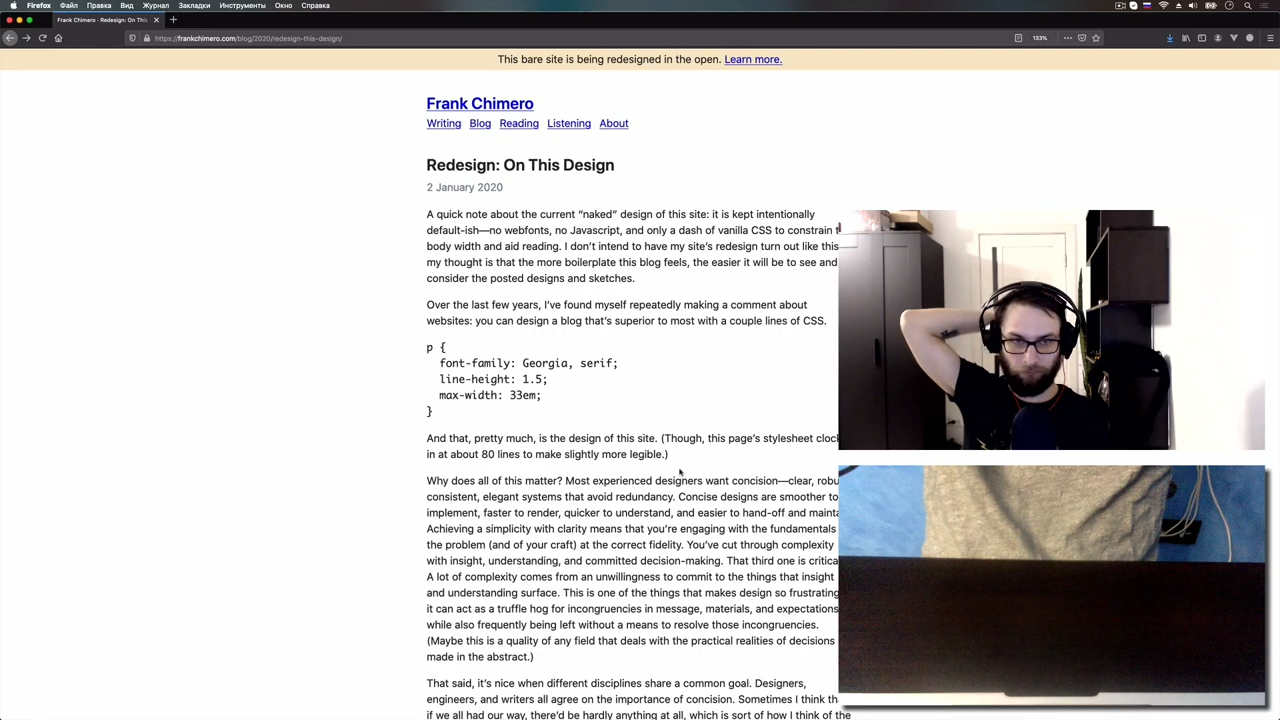 Firefox Файл Правка Вид Журнал Закладки Инструменты Окно Справка
Frank Chimero · Redesign: On This
https://frankchimero.com/blog/2020/redesign-this-design/
133%
This bare site is being redesigned in the open. Learn more.
Frank Chimero
Writing Blog Reading Listening About
Redesign: On This Design
2 January 2020
A quick note about the current “naked” design of this site: it is kept intentionally
default-ish—no webfonts, no Javascript, and only a dash of vanilla CSS to constrain
body width and aid reading. I don’t intend to have my site’s redesign turn out like this
my thought is that the more boilerplate this blog feels, the easier it will be to see and
consider the posted designs and sketches.
Over the last few years, I’ve found myself repeatedly making a comment about
websites: you can design a blog that’s superior to most with a couple lines of CSS.
p {
font-family: Georgia, serif;
line-height: 1.5;
max-width: 33em;
}
And that, pretty much, is the design of this site. (Though, this page’s stylesheet clock
in at about 80 lines to make slightly more legible.)
Why does all of this matter? Most experienced designers want concision—clear, robu
consistent, elegant systems that avoid redundancy. Concise designs are smoother to
implement, faster to render, quicker to understand, and easier to hand-off and mainta
Achieving a simplicity with clarity means that you’re engaging with the fundamentals
the problem (and of your craft) at the correct fidelity. You’ve cut through complexity
with insight, understanding, and committed decision-making. That third one is critica
A lot of complexity comes from an unwillingness to commit to the things that insight
and understanding surface. This is one of the things that makes design so frustrating
it can act as a truffle hog for incongruencies in message, materials, and expectations
while also frequently being left without a means to resolve those incongruencies.
(Maybe this is a quality of any field that deals with the practical realities of decisions
made in the abstract.)
That said, it’s nice when different disciplines share a common goal. Designers,
engineers, and writers all agree on the importance of concision. Sometimes I think th
if we all had our way, there’d be hardly anything at all, which is sort of how I think of the